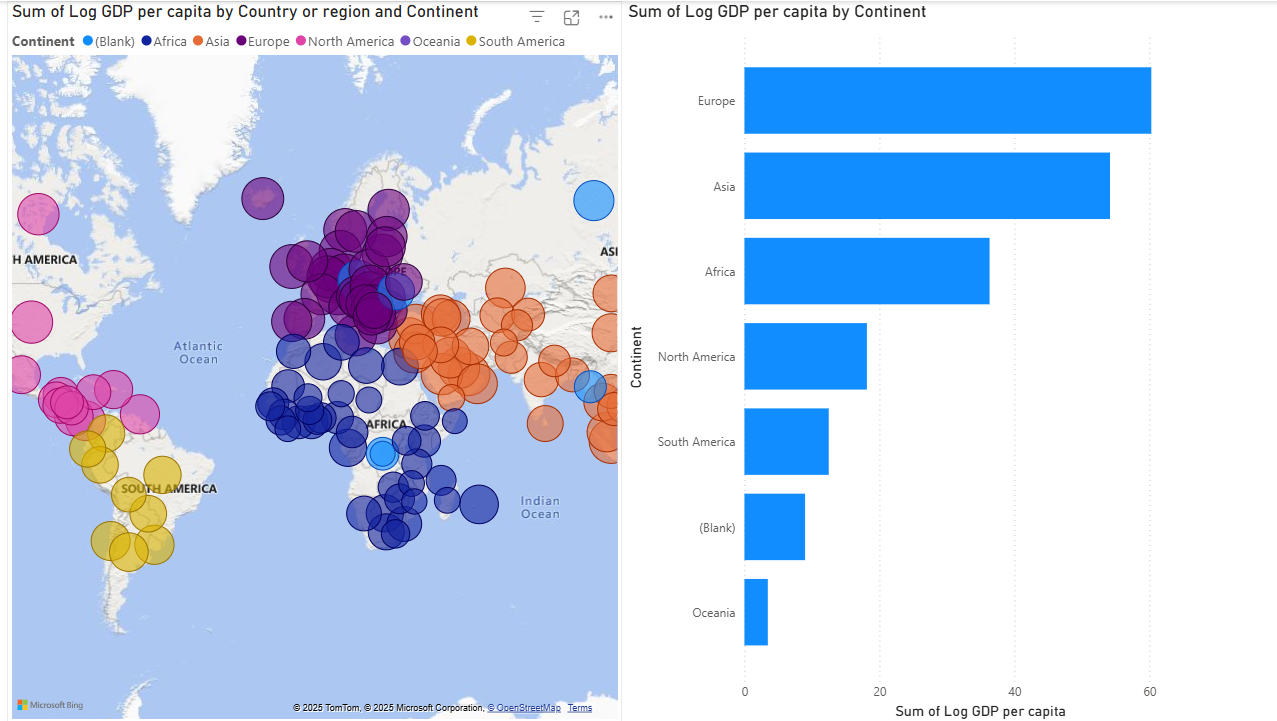 Sum of Log GDP per capita by Country or region and Continent
Continent (Blank) Africa Asia Europe North America Oceania South America
H AMERICA
ASI
Atlantic
Ocean
AFRICA
SOUTH AMERICA
Indian
Ocean
Microsoft Bing
© 2025 TomTom, © 2025 Microsoft Corporation, © OpenStreetMap Terms
Sum of Log GDP per capita by Continent
Continent
Europe
Asia
Africa
North America
South America
(Blank)
Oceania
0 20 40 60
Sum of Log GDP per capita